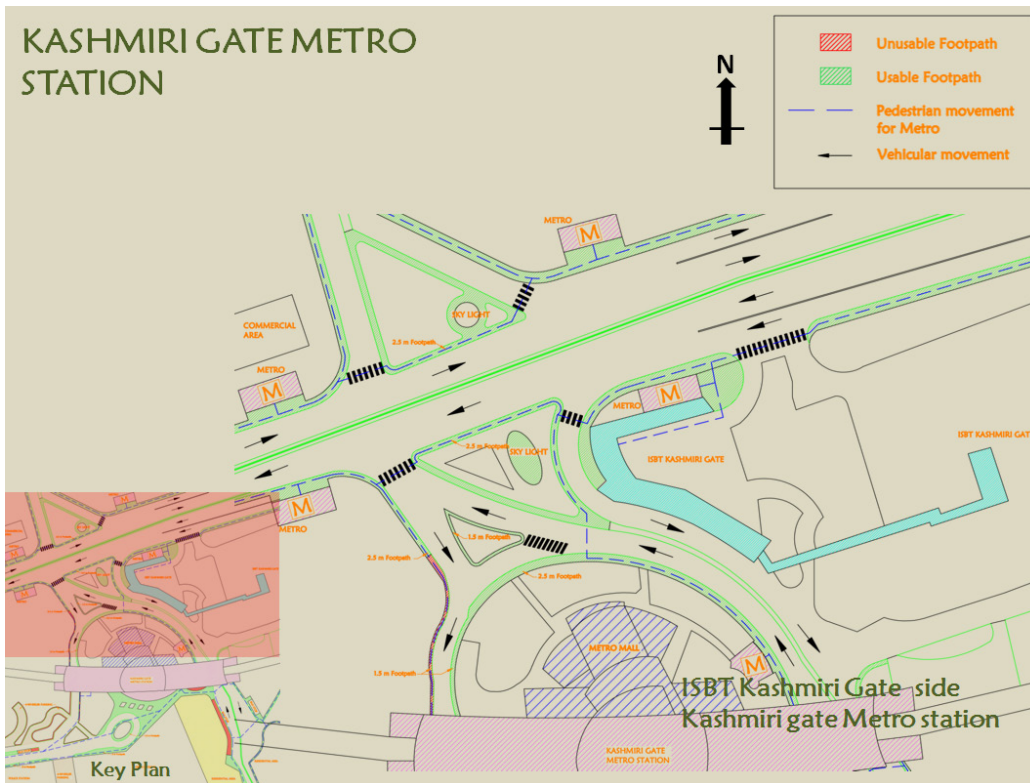 KASHMIRI GATE METRO
STATION
N
Unusable Footpath
Usable Footpath
Pedestrian movement
for Metro
Vehicular movement
METRO
M
SKY LIGHT
COMMERCIAL
AREA
2.5 m Footpath
METRO
M
METRO
M
2.5 m Footpath
SKY LIGHT
ISBT KASHMIRI GATE
ISBT KASHMIRI GATE
M
METRO
1.5 m Footpath
2.5 m Footpath
2.5 m Footpath
METRO MALL
M
1.5 m Footpath
ISBT Kashmiri Gate side
Kashmiri gate Metro station
KASHMIRI GATE
METRO STATION
M
M
M
Key Plan